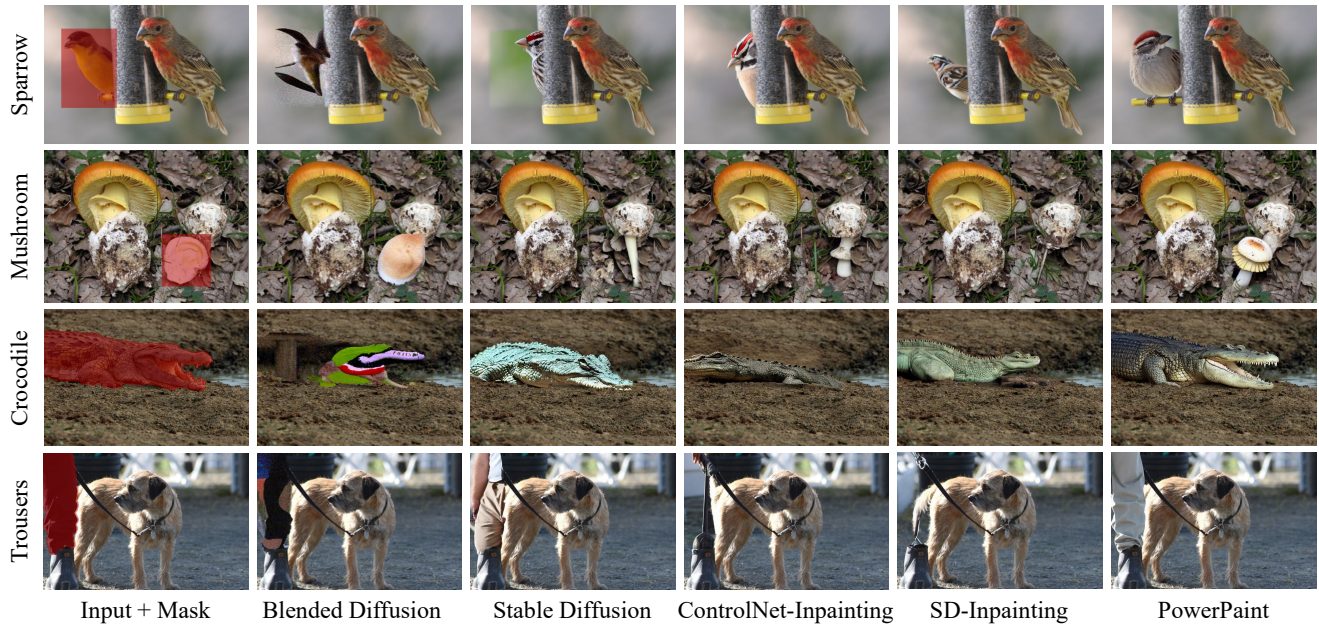 Sparrow
Mushroom
Crocodile
Trousers
Input + Mask
Blended Diffusion
Stable Diffusion
ControlNet-Inpainting
SD-Inpainting
PowerPaint